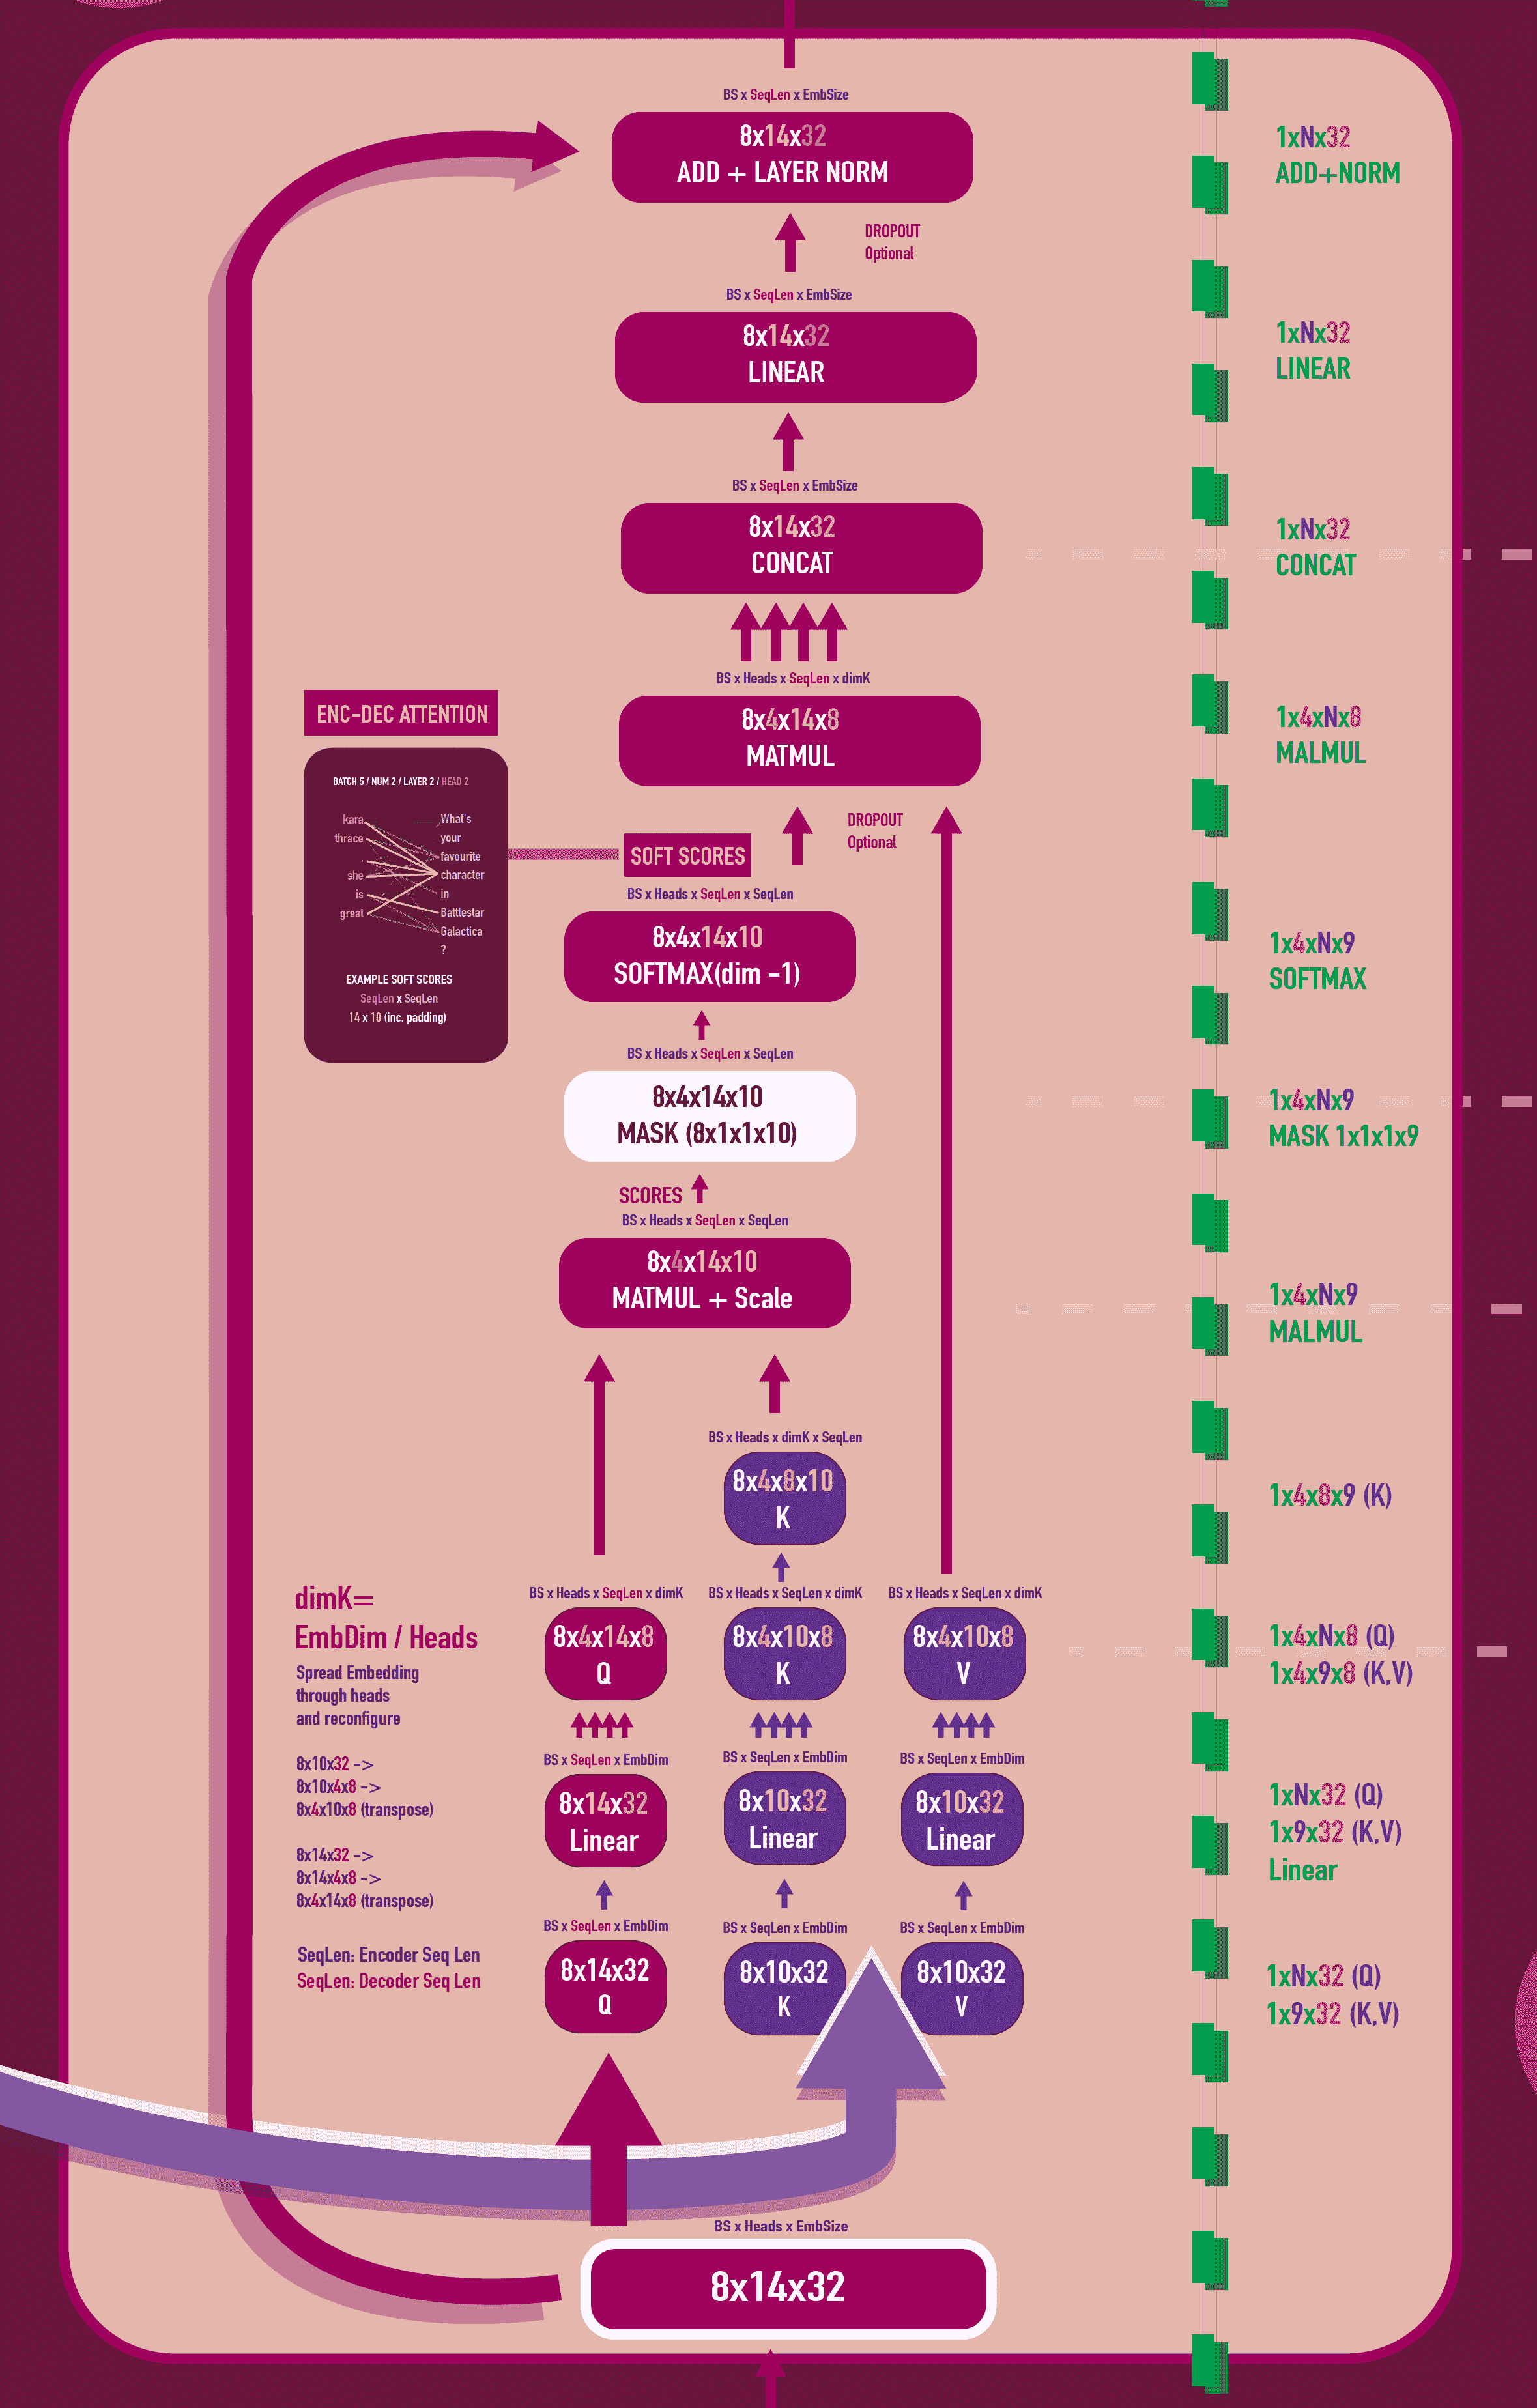 BS x SeqLen x EmbSize
8x14x32
ADD + LAYER NORM
1xNx32
ADD+NORM
DROPOUT
Optional
BS x SeqLen x EmbSize
8x14x32
LINEAR
1xNx32
LINEAR
BS x SeqLen x EmbSize
8x14x32
CONCAT
1xNx32
CONCAT
BS x Heads x SeqLen x dimK
8x4x14x8
MATMUL
1x4xNx8
MALMUL
ENC-DEC ATTENTION
BATCH 5 / NUM 2 / LAYER 2 / HEAD 2
kara
thrace
.
she
is
great
What's
your
favourite
character
in
Battlestar
Galactica
?
EXAMPLE SOFT SCORES
SeqLen x SeqLen
14 x 10 (inc. padding)
DROPOUT
Optional
SOFT SCORES
BS x Heads x SeqLen x SeqLen
8x4x14x10
SOFTMAX(dim -1)
1x4xNx9
SOFTMAX
BS x Heads x SeqLen x SeqLen
8x4x14x10
MASK (8x1x1x10)
1x4xNx9
MASK 1x1x1x9
SCORES
BS x Heads x SeqLen x SeqLen
8x4x14x10
MATMUL + Scale
1x4xNx9
MALMUL
BS x Heads x dimK x SeqLen
8x4x8x10
K
1x4x8x9 (K)
dimK=
EmbDim / Heads
Spread Embedding
through heads
and reconfigure
8x10x32 ->
8x10x4x8 ->
8x4x10x8 (transpose)
8x14x32 ->
8x14x4x8 ->
8x4x14x8 (transpose)
SeqLen: Encoder Seq Len
SeqLen: Decoder Seq Len
BS x Heads x SeqLen x dimK
8x4x14x8
Q
BS x Heads x SeqLen x dimK
8x4x10x8
K
BS x Heads x SeqLen x dimK
8x4x10x8
V
1x4xNx8 (Q)
1x4x9x8 (K,V)
BS x SeqLen x EmbDim
8x14x32
Linear
BS x SeqLen x EmbDim
8x10x32
Linear
BS x SeqLen x EmbDim
8x10x32
Linear
1xNx32 (Q)
1x9x32 (K,V)
Linear
BS x SeqLen x EmbDim
8x14x32
Q
BS x SeqLen x EmbDim
8x10x32
K
BS x SeqLen x EmbDim
8x10x32
V
1xNx32 (Q)
1x9x32 (K,V)
BS x Heads x EmbSize
8x14x32